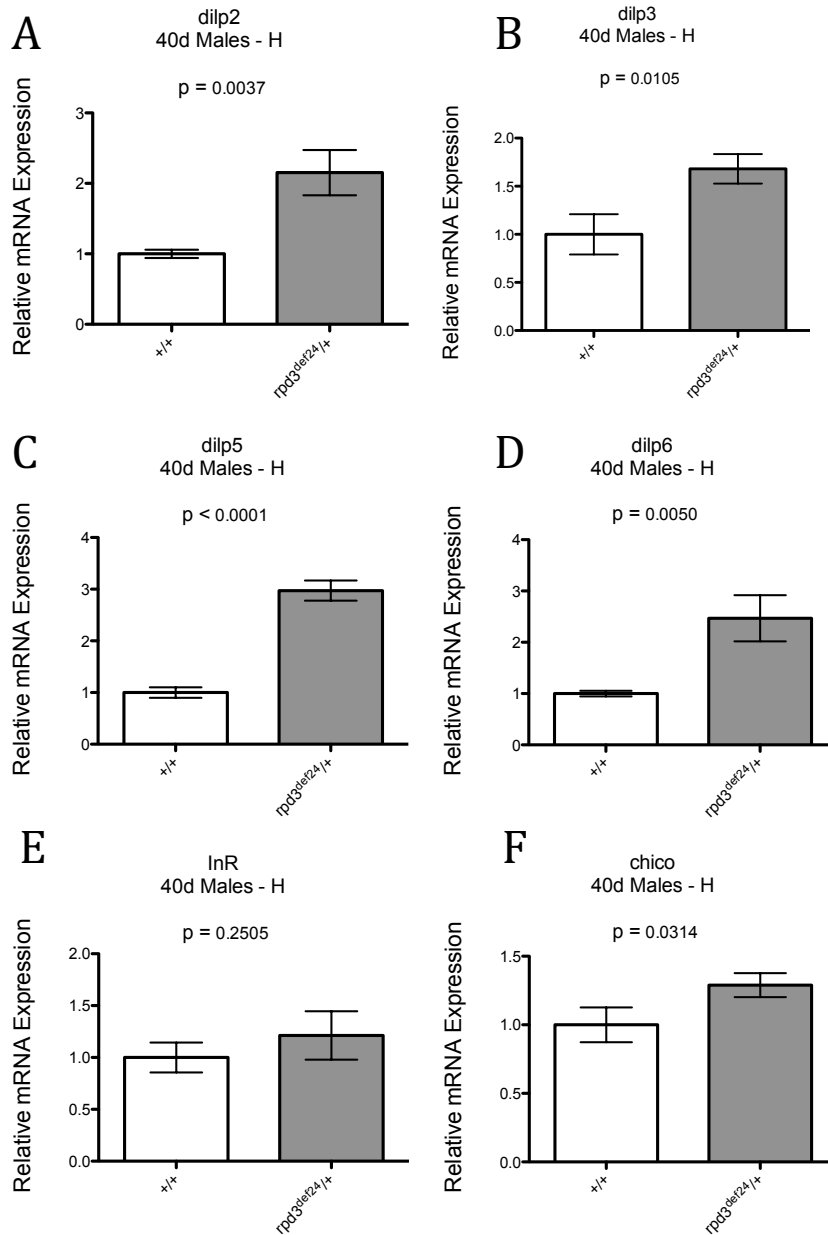 A
dilp2
40d Males - H
p = 0.0037
Relative mRNA Expression
3
2
1
0
+/+
rpd3def24/+
B
dilp3
40d Males - H
p = 0.0105
Relative mRNA Expression
2.0
1.5
1.0
0.5
0.0
+/+
rpd3def24/+
C
dilp5
40d Males - H
p < 0.0001
Relative mRNA Expression
4
3
2
1
0
+/+
rpd3def24/+
D
dilp6
40d Males - H
p = 0.0050
Relative mRNA Expression
4
3
2
1
0
+/+
rpd3def24/+
E
InR
40d Males - H
p = 0.2505
Relative mRNA Expression
2.0
1.5
1.0
0.5
0.0
+/+
rpd3def24/+
F
chico
40d Males - H
p = 0.0314
Relative mRNA Expression
1.5
1.0
0.5
0.0
+/+
rpd3def24/+